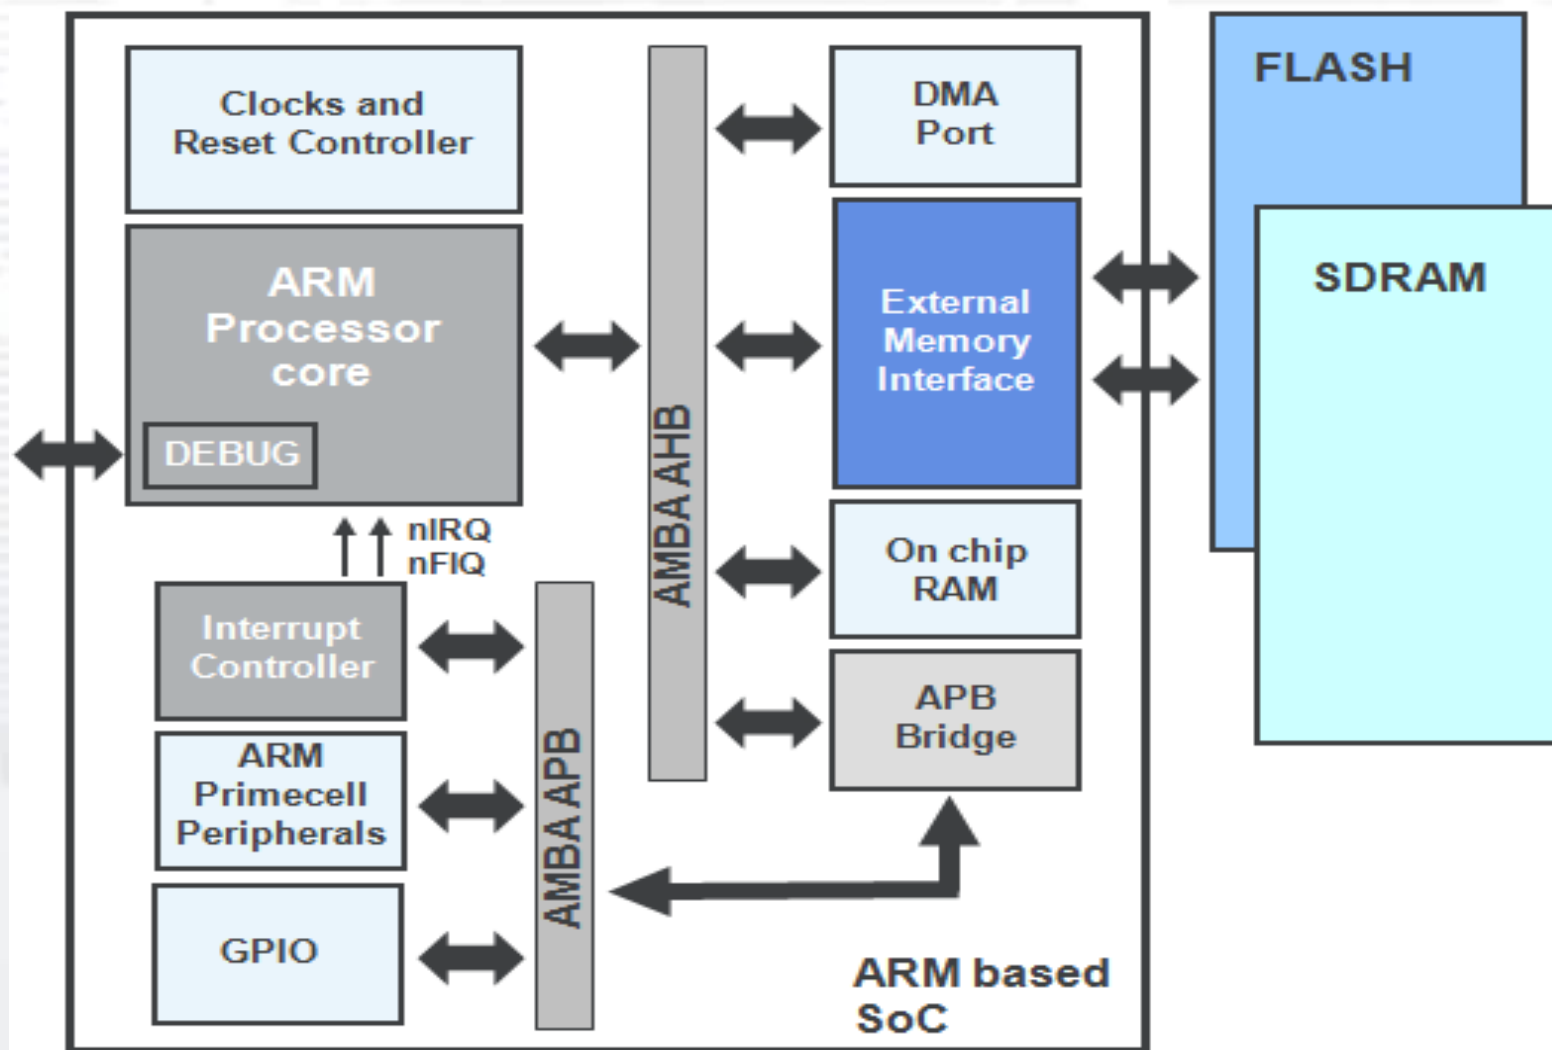 Clocks and
Reset Controller
ARM
Processor
core
DEBUG
nIRQ
nFIQ
Interrupt
Controller
ARM
Primecell
Peripherals
GPIO
AMBA APB
AMBA AHB
DMA
Port
External
Memory
Interface
On chip
RAM
APB
Bridge
ARM based
SoC
FLASH
SDRAM